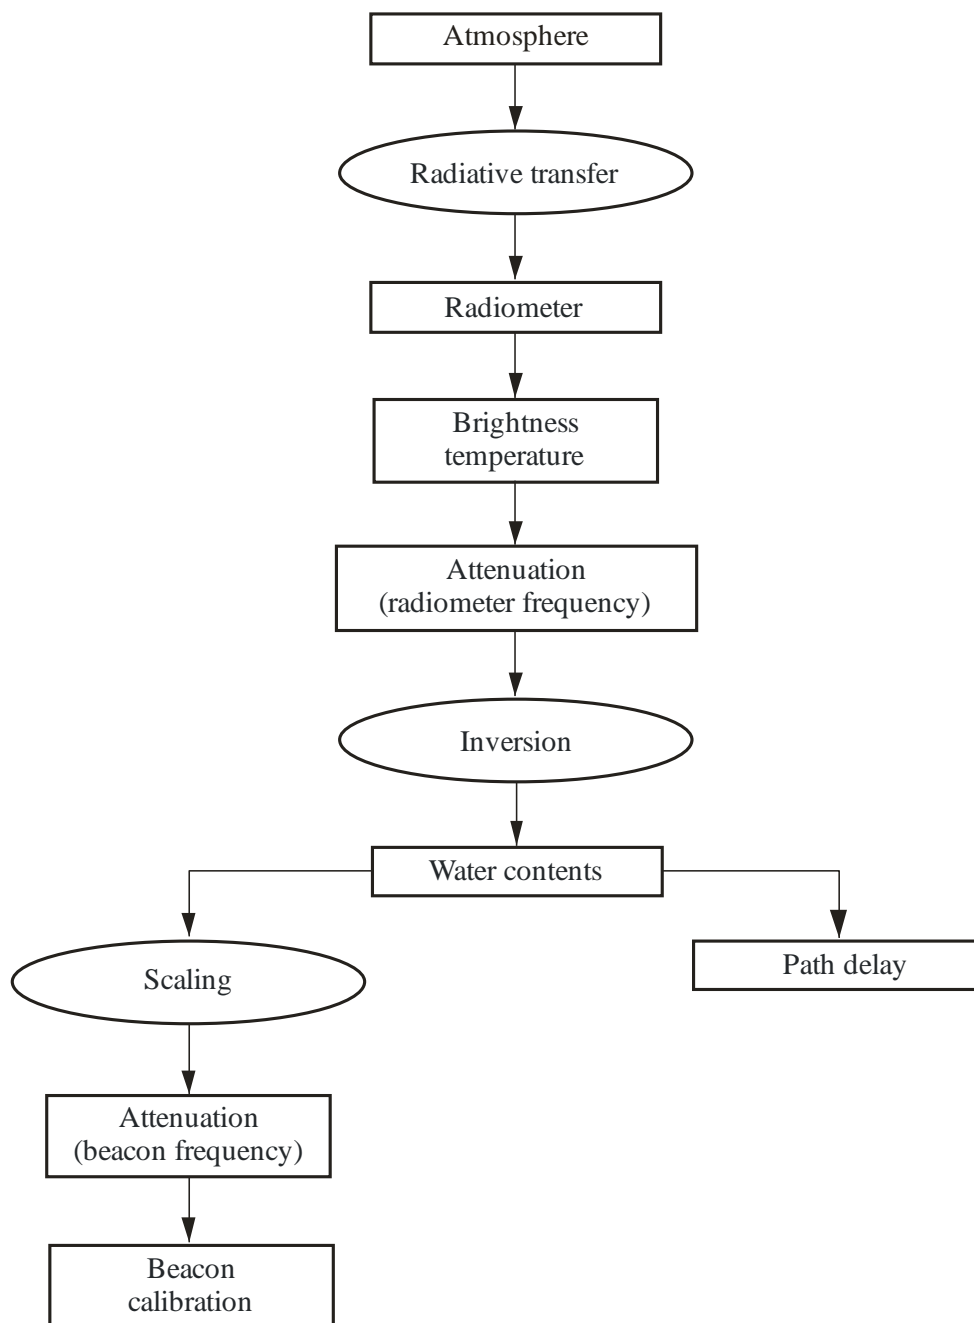 Atmosphere
Radiative transfer
Radiometer
Brightness
temperature
Attenuation
(radiometer frequency)
Inversion
Water contents
Scaling
Path delay
Attenuation
(beacon frequency)
Beacon
calibration